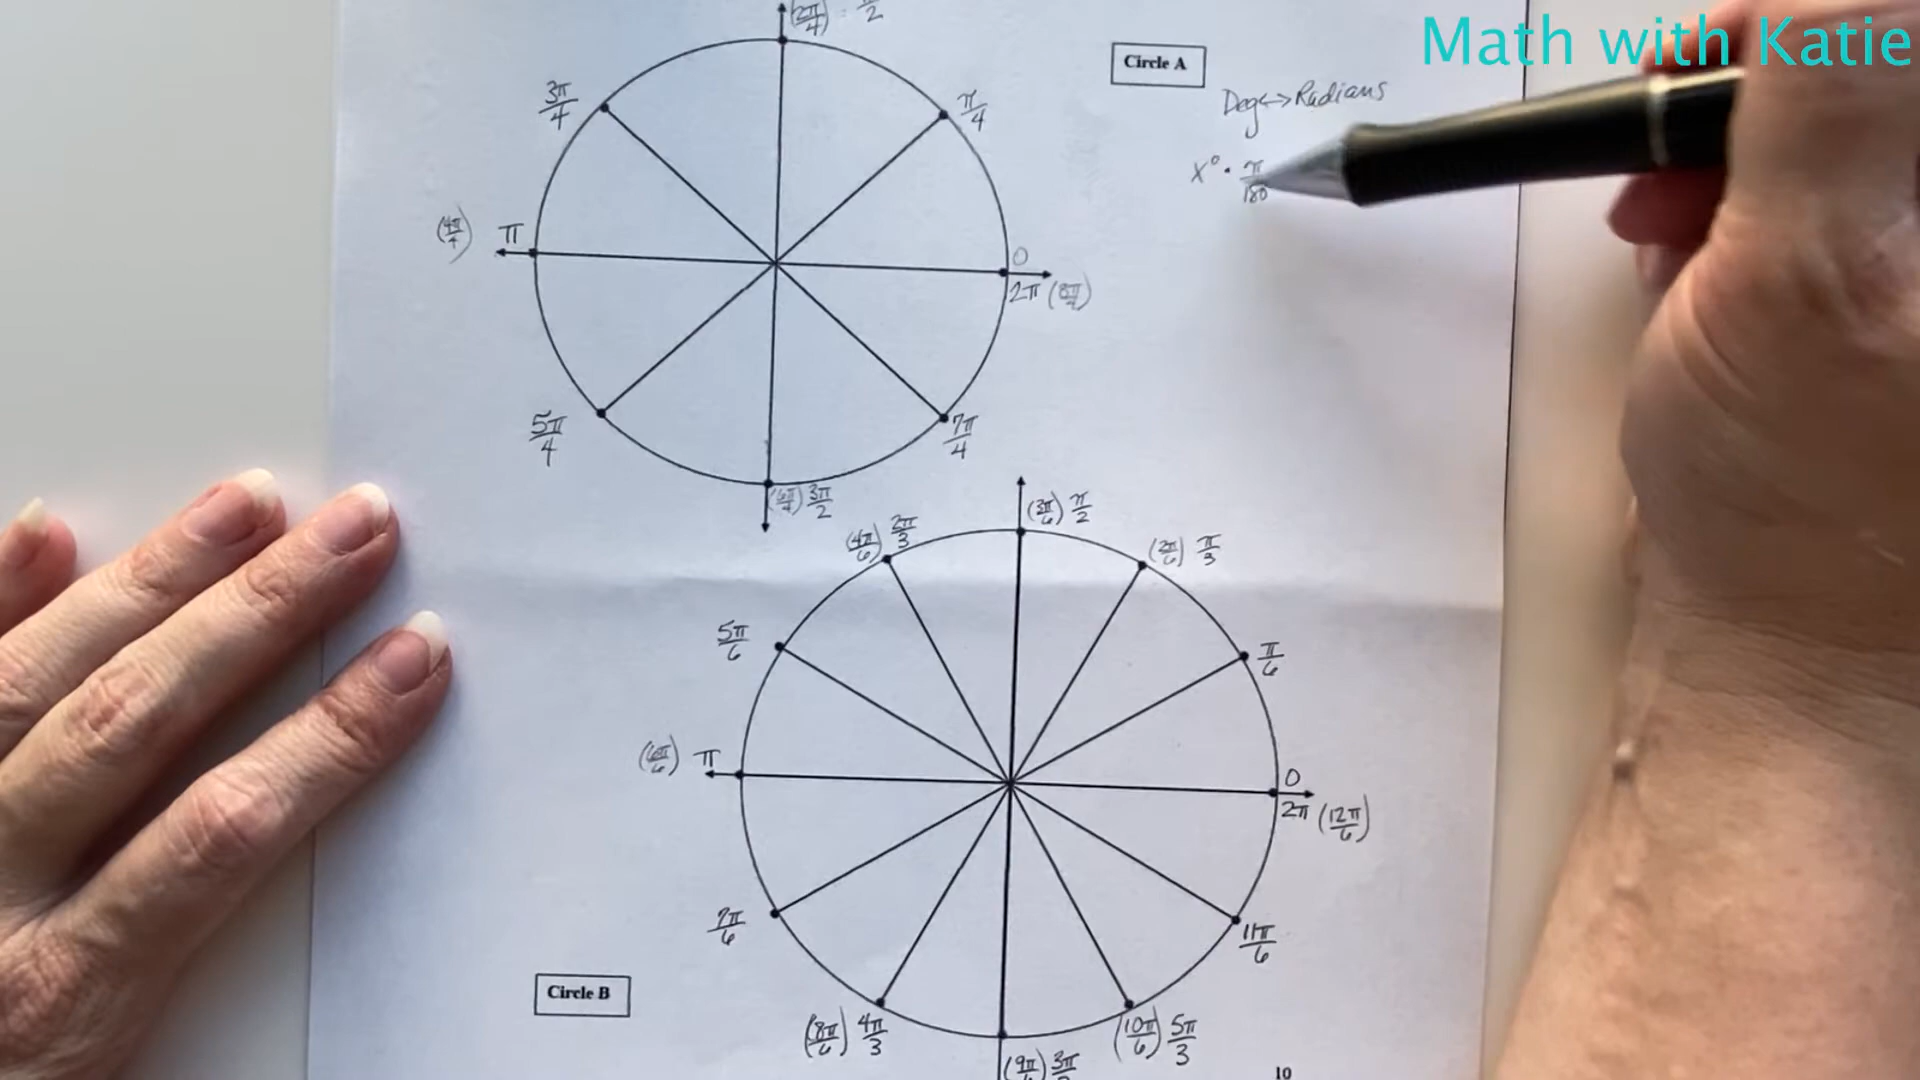 Math with Katie
(2π/4) = π/2
Circle A
Deg<->Radians
3π/4
π/4
x° · π/180
(4π/4) π
0
2π (8π/4)
5π/4
7π/4
(6π/4) 3π/2
(3π/6) π/2
(4π/6) 2π/3
(2π/6) π/3
5π/6
π/6
(6π/6) π
0
2π (12π/6)
7π/6
11π/6
Circle B
(8π/6) 4π/3
(10π/6) 5π/3
(9π/6) 3π/2
10